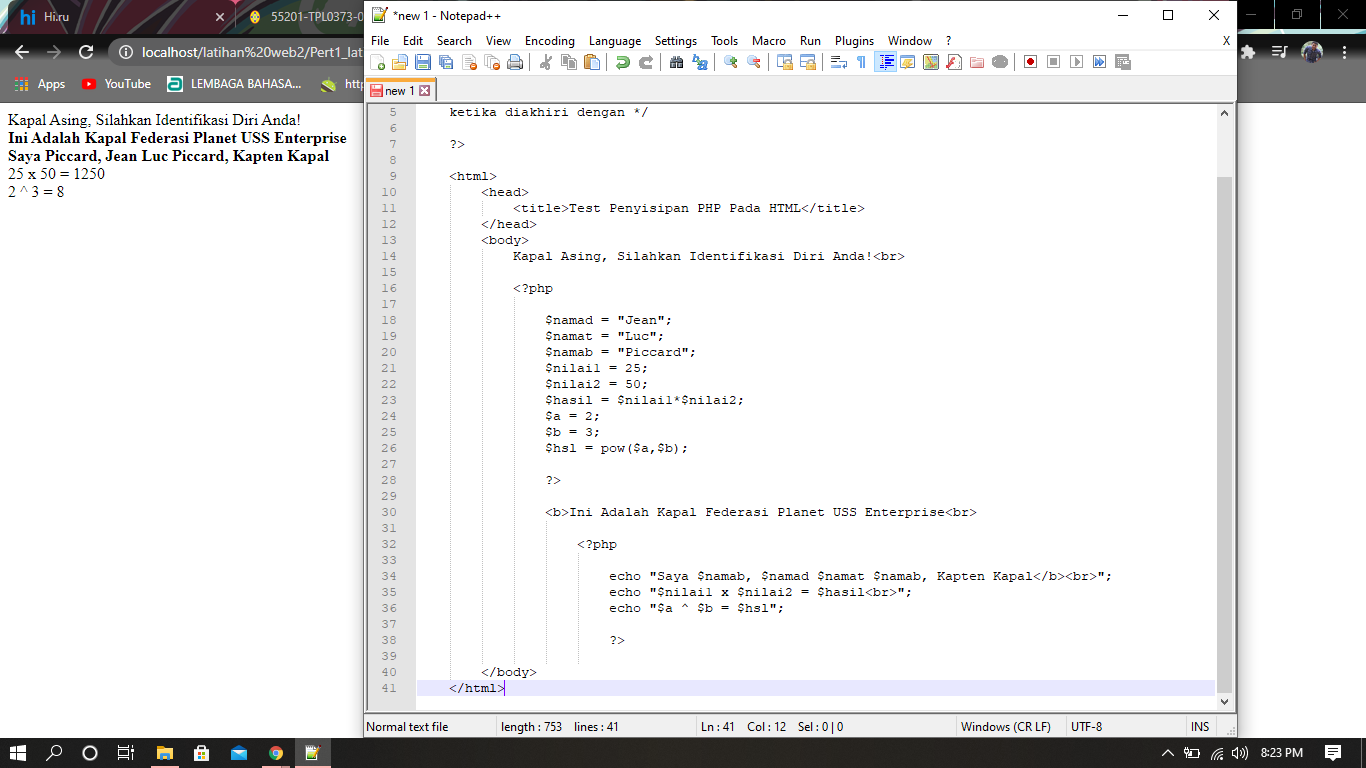 Hi.ru
55201-TPL0373-0
localhost/latihan%20web2/Pert1_lat
Apps
YouTube
LEMBAGA BAHASA...
htt
Kapal Asing, Silahkan Identifikasi Diri Anda!
Ini Adalah Kapal Federasi Planet USS Enterprise
Saya Piccard, Jean Luc Piccard, Kapten Kapal
25 x 50 = 1250
2 ^ 3 = 8
*new 1 - Notepad++
File Edit Search View Encoding Language Settings Tools Macro Run Plugins Window ? X
new 1
5 ketika diakhiri dengan */
6
7 ?>
8
9 <html>
10 <head>
11 <title>Test Penyisipan PHP Pada HTML</title>
12 </head>
13 <body>
14 Kapal Asing, Silahkan Identifikasi Diri Anda!<br>
15
16 <?php
17
18 $namad = "Jean";
19 $namat = "Luc";
20 $namab = "Piccard";
21 $nilai1 = 25;
22 $nilai2 = 50;
23 $hasil = $nilai1*$nilai2;
24 $a = 2;
25 $b = 3;
26 $hsl = pow($a,$b);
27
28 ?>
29
30 <b>Ini Adalah Kapal Federasi Planet USS Enterprise<br>
31
32 <?php
33
34 echo "Saya $namab, $namad $namat $namab, Kapten Kapal</b><br>";
35 echo "$nilai1 x $nilai2 = $hasil<br>";
36 echo "$a ^ $b = $hsl";
37
38 ?>
39
40 </body>
41 </html>
Normal text file length : 753 lines : 41 Ln : 41 Col : 12 Sel : 0 | 0 Windows (CR LF) UTF-8 INS
8:23 PM